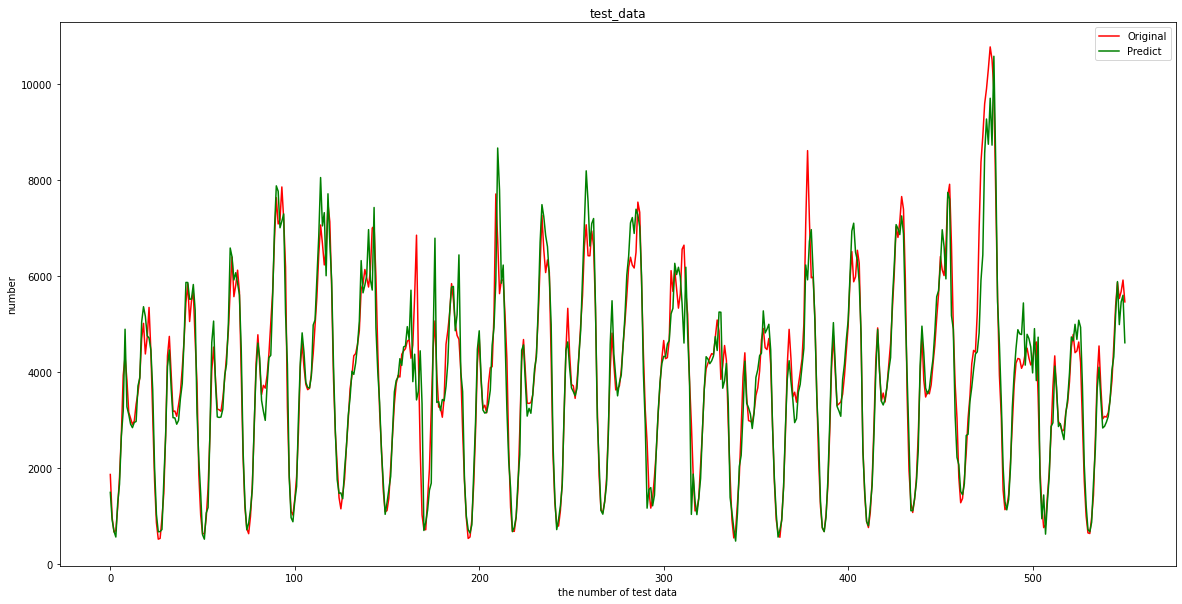 test_data
Original
Predict
number
10000
8000
6000
4000
2000
0
0 100 200 300 400 500
the number of test data